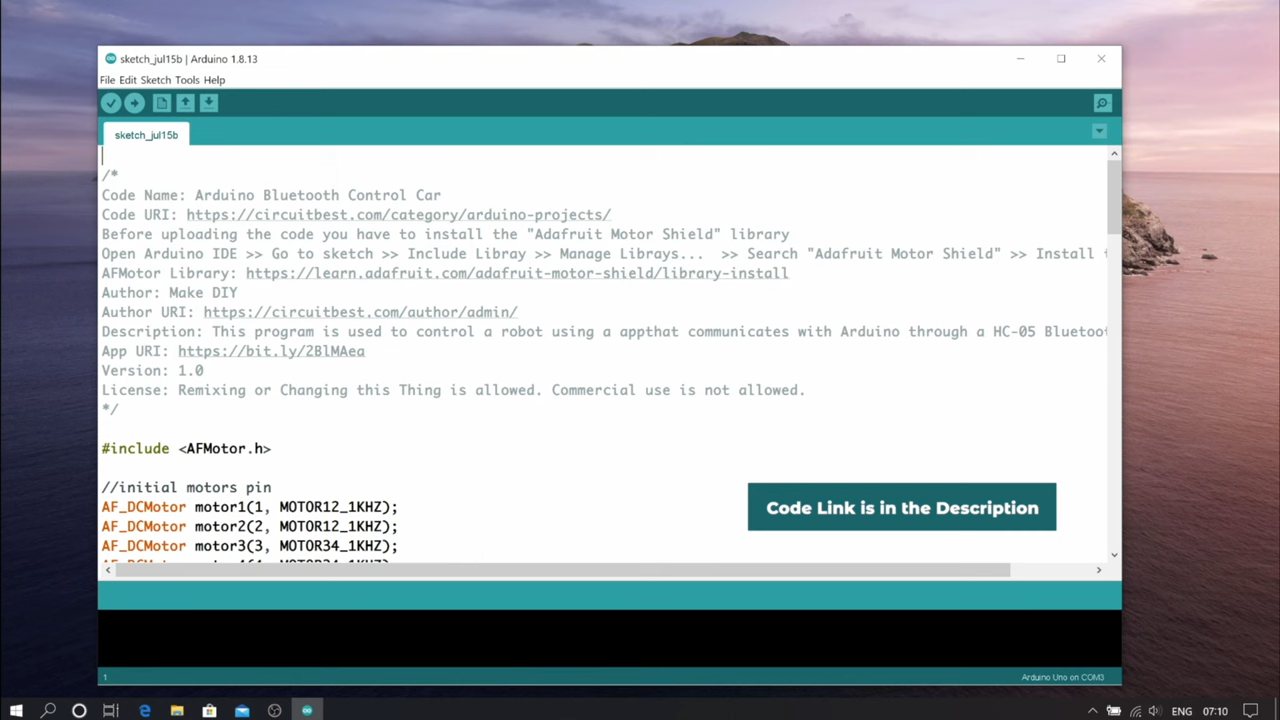 sketch_jul15b | Arduino 1.8.13
File Edit Sketch Tools Help
sketch_jul15b
/*
Code Name: Arduino Bluetooth Control Car
Code URI: https://circuitbest.com/category/arduino-projects/
Before uploading the code you have to install the "Adafruit Motor Shield" library
Open Arduino IDE >> Go to sketch >> Include Libray >> Manage Librays...  >> Search "Adafruit Motor Shield" >> Install
AFMotor Library: https://learn.adafruit.com/adafruit-motor-shield/library-install
Author: Make DIY
Author URI: https://circuitbest.com/author/admin/
Description: This program is used to control a robot using a appthat communicates with Arduino through a HC-05 Bluetoo
App URI: https://bit.ly/2BlMAea
Version: 1.0
License: Remixing or Changing this Thing is allowed. Commercial use is not allowed.
*/
#include <AFMotor.h>
//initial motors pin
AF_DCMotor motor1(1, MOTOR12_1KHZ);
AF_DCMotor motor2(2, MOTOR12_1KHZ);
AF_DCMotor motor3(3, MOTOR34_1KHZ);
Code Link is in the Description
1
Arduino Uno on COM3
ENG
07:10